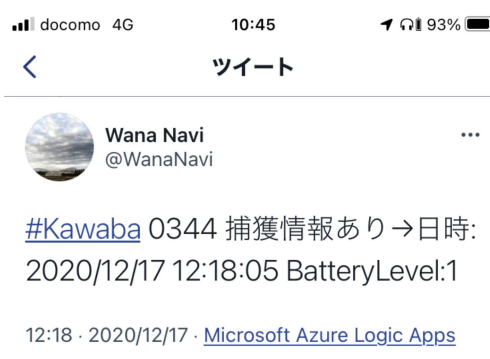 docomo 4G 10:45 93%
ツイート
Wana Navi
@WanaNavi
#Kawaba 0344 捕獲情報あり→日時:
2020/12/17 12:18:05 BatteryLevel:1
12:18 · 2020/12/17 · Microsoft Azure Logic Apps